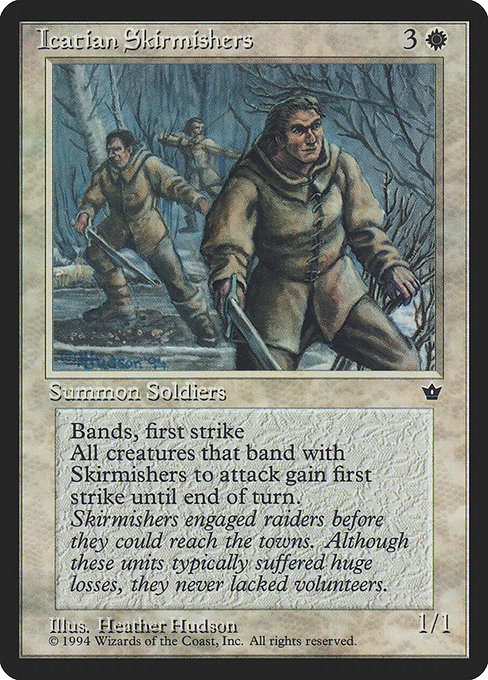 Icatian Skirmishers 3
©AHudson 94
Summon Soldiers
Bands, first strike
All creatures that band with
Skirmishers to attack gain first
strike until end of turn.
Skirmishers engaged raiders before
they could reach the towns. Although
these units typically suffered huge
losses, they never lacked volunteers.
Illus. Heather Hudson 1/1
© 1994 Wizards of the Coast, Inc. All rights reserved.